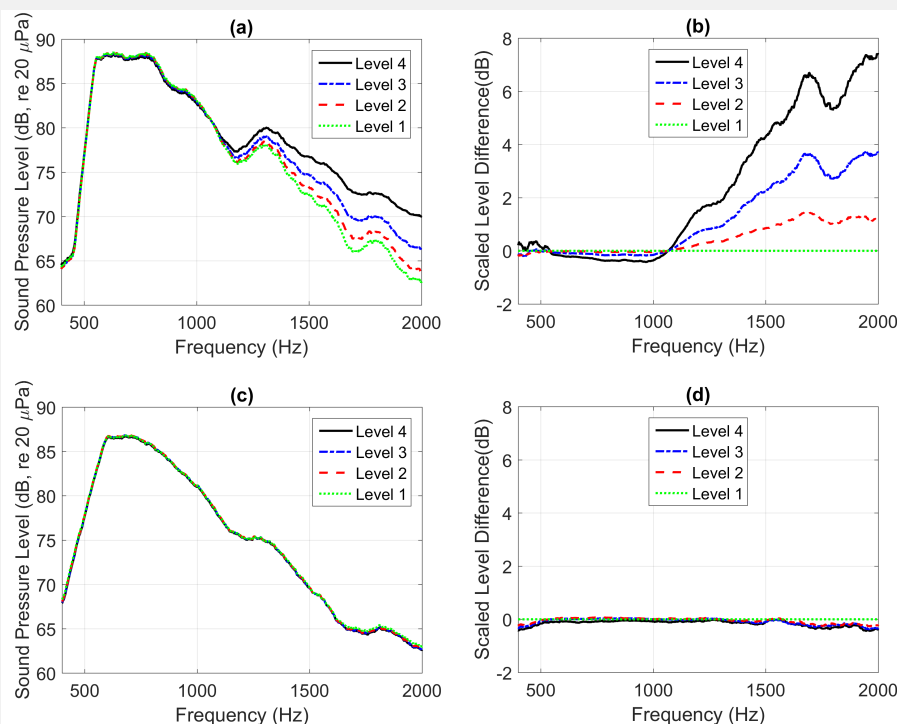 (a)
Sound Pressure Level (dB, re 20 μPa)
90
85
80
75
70
65
60
500
1000
1500
2000
Frequency (Hz)
Level 4
Level 3
Level 2
Level 1
(b)
Scaled Level Difference(dB)
8
6
4
2
0
-2
500
1000
1500
2000
Frequency (Hz)
Level 4
Level 3
Level 2
Level 1
(c)
Sound Pressure Level (dB, re 20 μPa)
90
85
80
75
70
65
60
500
1000
1500
2000
Frequency (Hz)
Level 4
Level 3
Level 2
Level 1
(d)
Scaled Level Difference(dB)
8
6
4
2
0
-2
500
1000
1500
2000
Frequency (Hz)
Level 4
Level 3
Level 2
Level 1